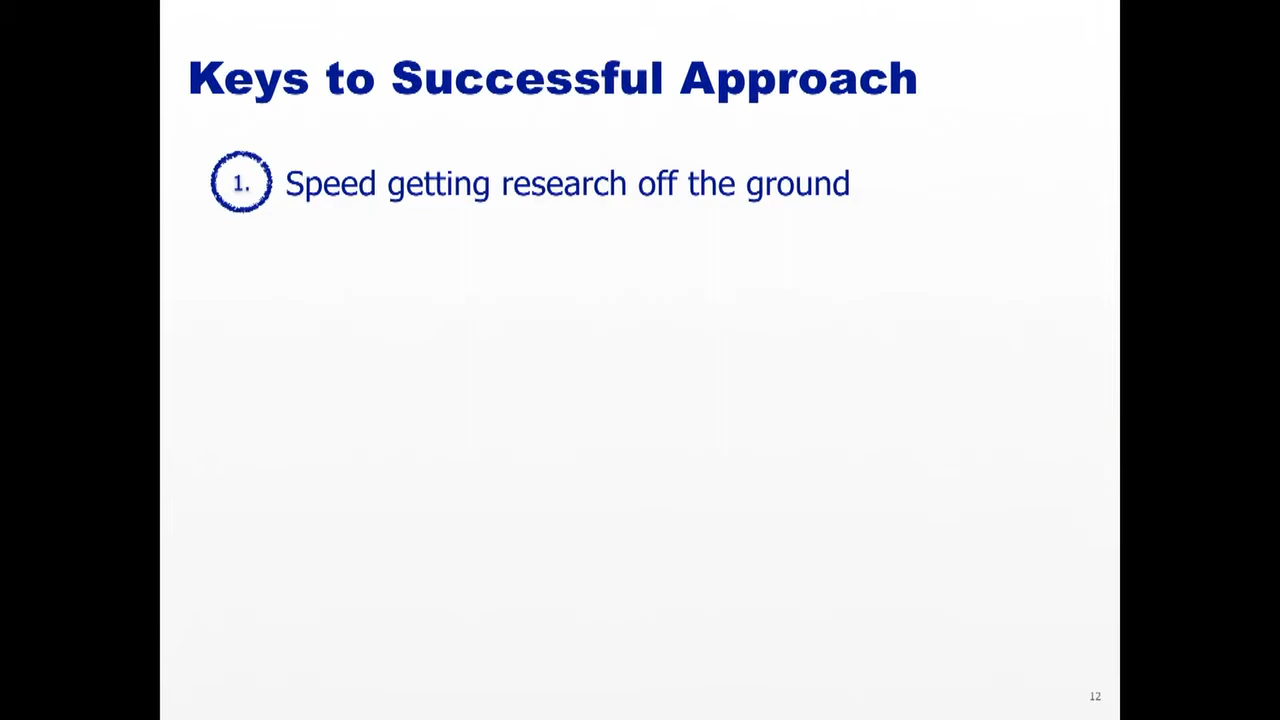 Keys to Successful Approach
1. Speed getting research off the ground
12